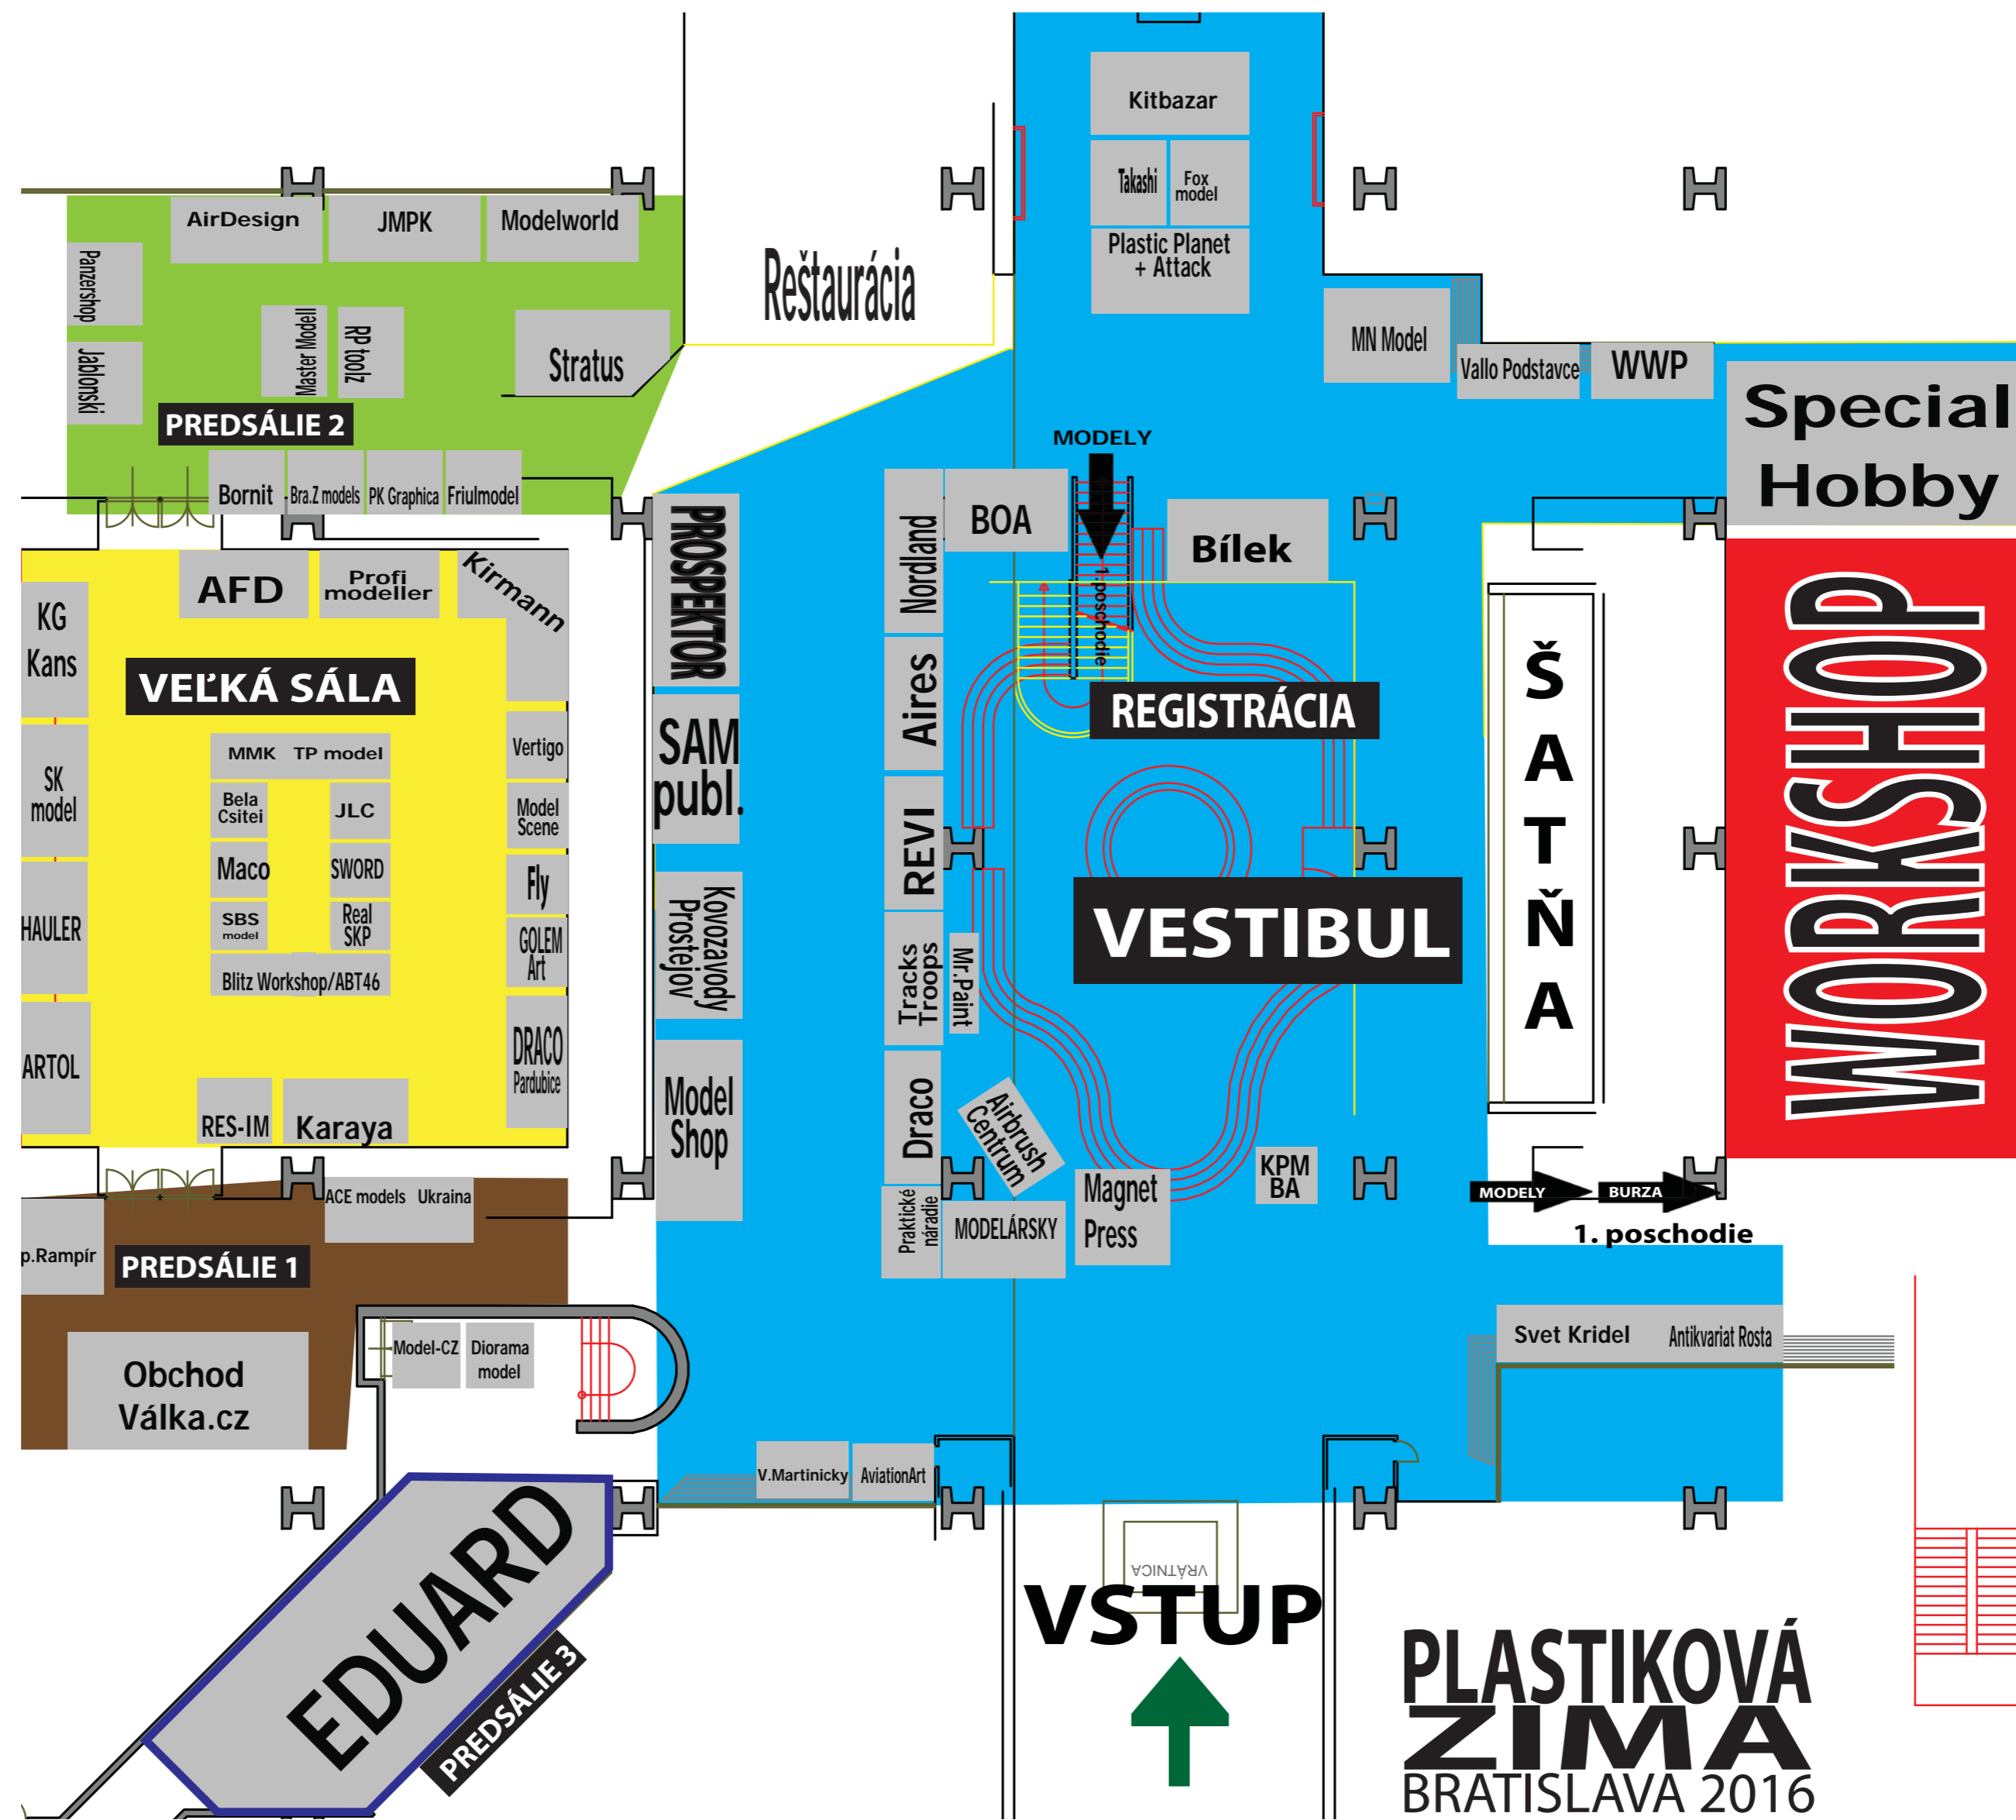 Kitbazar
Takashi
Fox
model
Plastic Planet
+ Attack
AirDesign
JMPK
Modelworld
Panzershop
Jablonski
Master Modell
RP toolz
Stratus
PREDSÁLIE 2
Bornit
Bra.Z models
PK Graphica
Friulmodel
Reštaurácia
MN Model
Vallo Podstavce
WWP
Special
Hobby
MODELY
1. poschodie
BOA
Bílek
Nordland
PROSPEKTOR
AFD
Profi
modeller
Kirmann
KG
Kans
VEĽKÁ SÁLA
SK
model
MMK
TP model
Vertigo
Bela
Csitei
JLC
Model
Scene
Maco
SWORD
Fly
HAULER
SBS
model
Real
SKP
GOLEM
Art
Blitz Workshop/ABT46
ARTOL
DRACO
Pardubice
RES-IM
Karaya
SAM
publ.
Aires
REGISTRÁCIA
REVI
Kovozavody
Prostejov
Tracks
Troops
Mr.Paint
VESTIBUL
ŠATŇA
WORKSHOP
Model
Shop
Draco
Airbrush
Centrum
Magnet
Press
KPM
BA
Praktické
náradie
MODELÁRSKY
MODELY
BURZA
1. poschodie
ACE models
Ukraina
p.Rampír
PREDSÁLIE 1
Obchod
Válka.cz
Model-CZ
Diorama
model
Svet Kridel
Antikvariat Rosta
V.Martinicky
AviationArt
EDUARD
PREDSÁLIE 3
VRÁTNICA
VSTUP
PLASTIKOVÁ
ZIMA
BRATISLAVA 2016